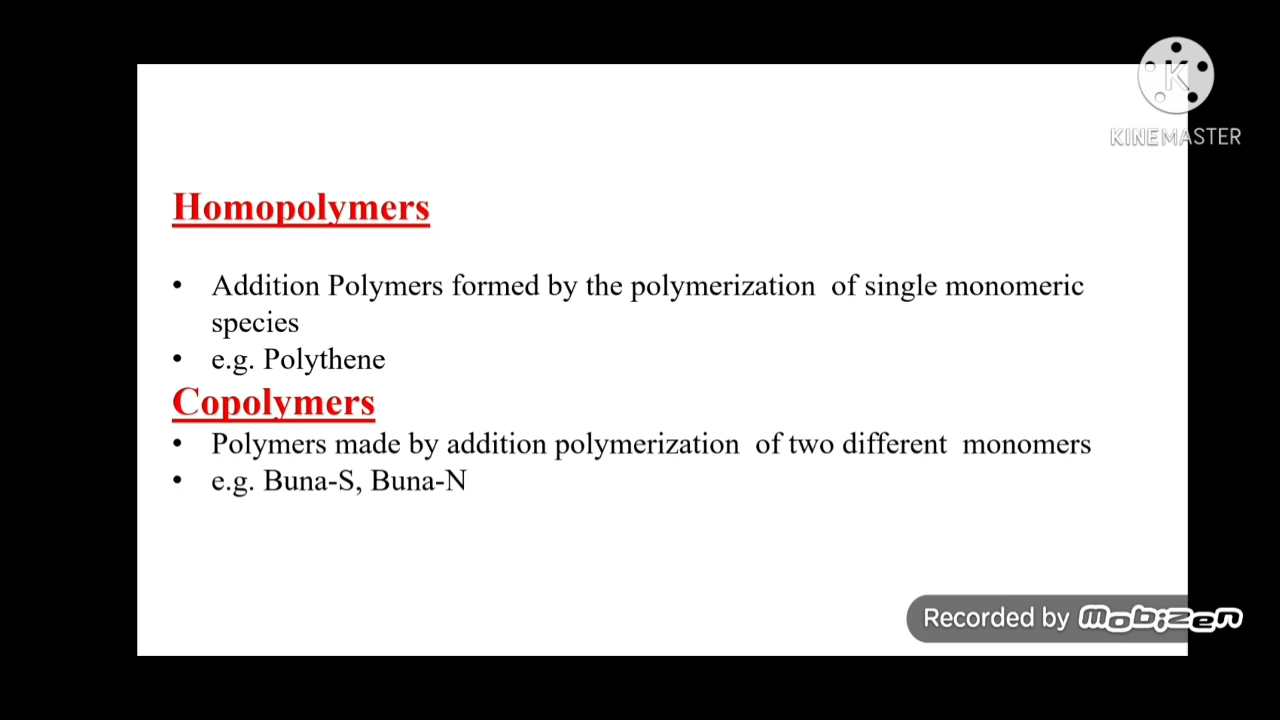 K
KINEMASTER
Homopolymers
• Addition Polymers formed by the polymerization of single monomeric
species
• e.g. Polythene
Copolymers
• Polymers made by addition polymerization of two different monomers
• e.g. Buna-S, Buna-N
Recorded by Mobizen